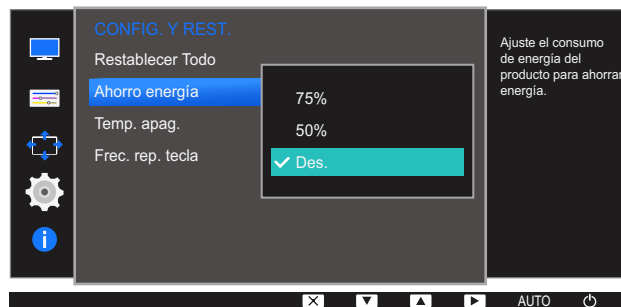 CONFIG. Y REST.
Restablecer Todo
Ahorro energía
Temp. apag.
Frec. rep. tecla
75%
50%
Des.
Ajuste el consumo
de energía del
producto para ahorrar
energía.
AUTO